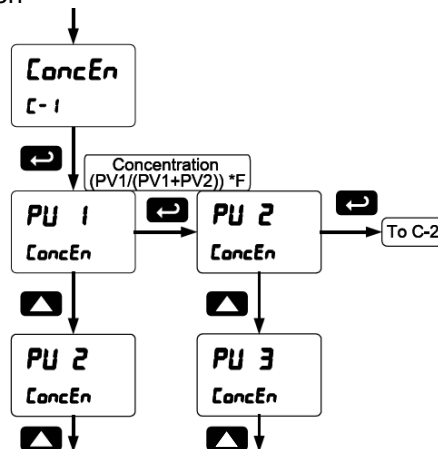 ConcEn
C-1
Concentration
(PV1/(PV1+PV2)) *F
PU 1
ConcEn
PU 2
ConcEn
To C-2
PU 2
ConcEn
PU 3
ConcEn